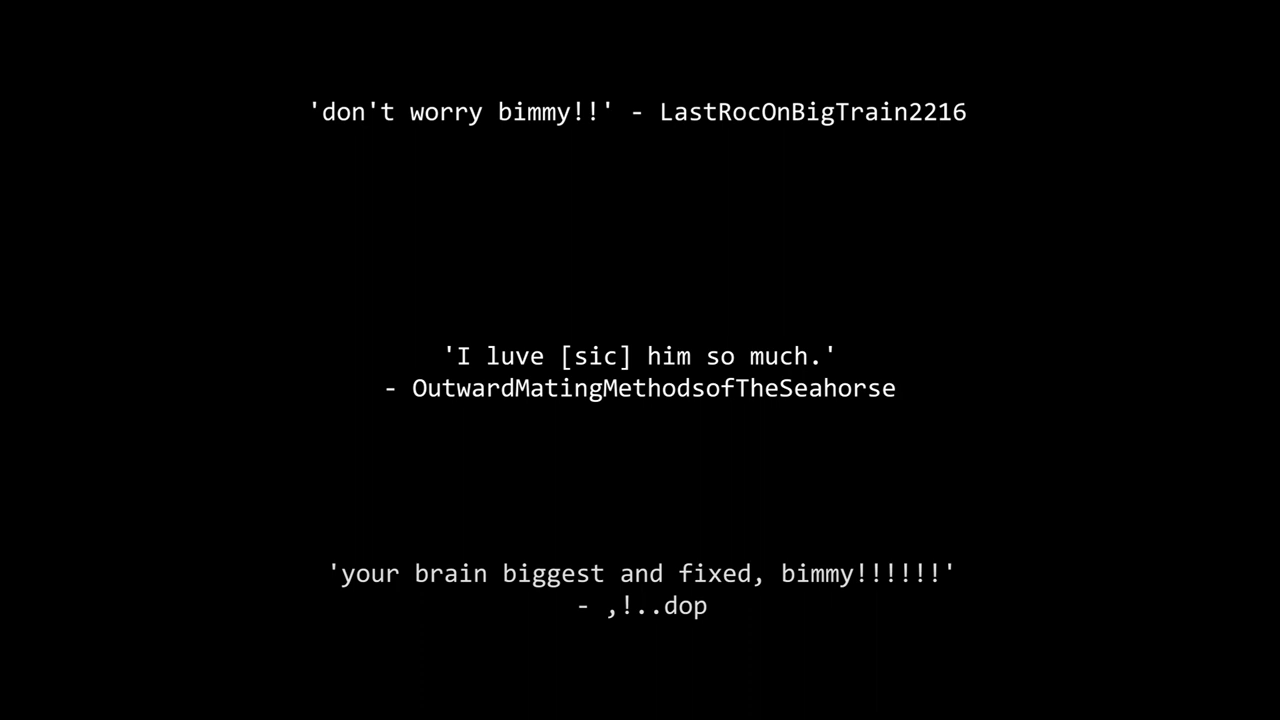 'don't worry bimmy!!' - LastRocOnBigTrain2216
'I luve [sic] him so much.'
- OutwardMatingMethodsofTheSeahorse
'your brain biggest and fixed, bimmy!!!!!!'
- ,!..dop